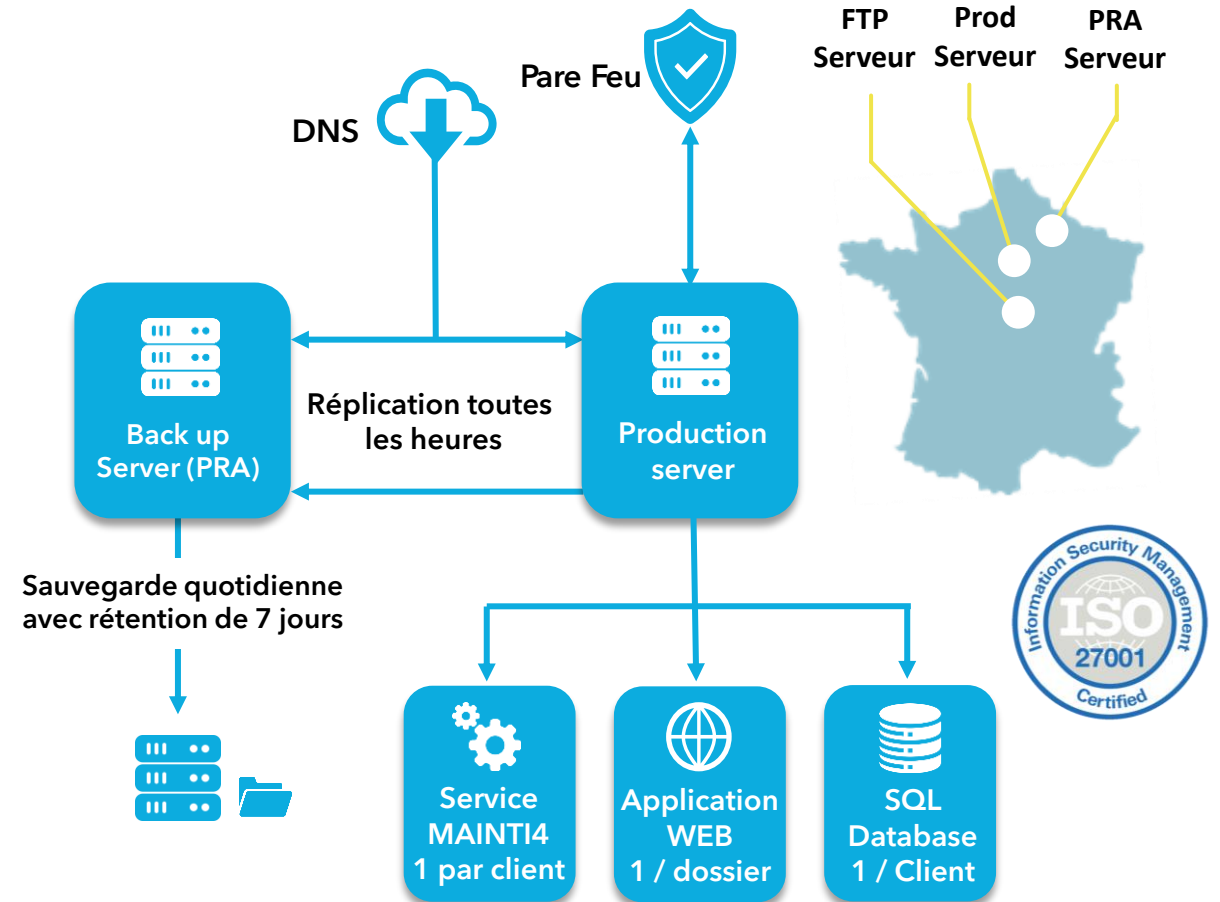 FTP
Serveur
Prod
Serveur
PRA
Serveur
Pare Feu
DNS
Réplication toutes
les heures
Back up
Server (PRA)
Production
server
Sauvegarde quotidienne
avec rétention de 7 jours
Information Security Management
ISO
27001
Certified
Service
MAINTI4
1 par client
Application
WEB
1 / dossier
SQL
Database
1 / Client